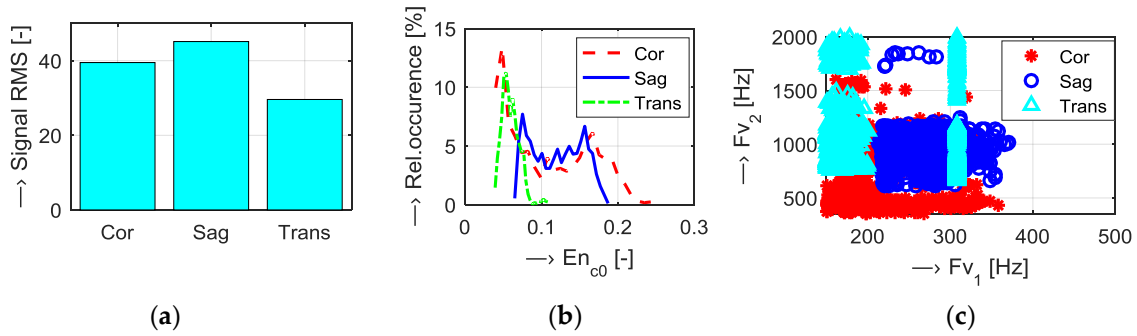 —> Signal RMS [-]
40
20
0
Cor Sag Trans
(a)
—> Rel.occurence [%]
15
10
5
0
0 0.1 0.2 0.3
—> En_c0 [-]
Cor
Sag
Trans
(b)
—> Fv_2 [Hz]
2000
1500
1000
500
200 300 400 500
—> Fv_1 [Hz]
Cor
Sag
Trans
(c)